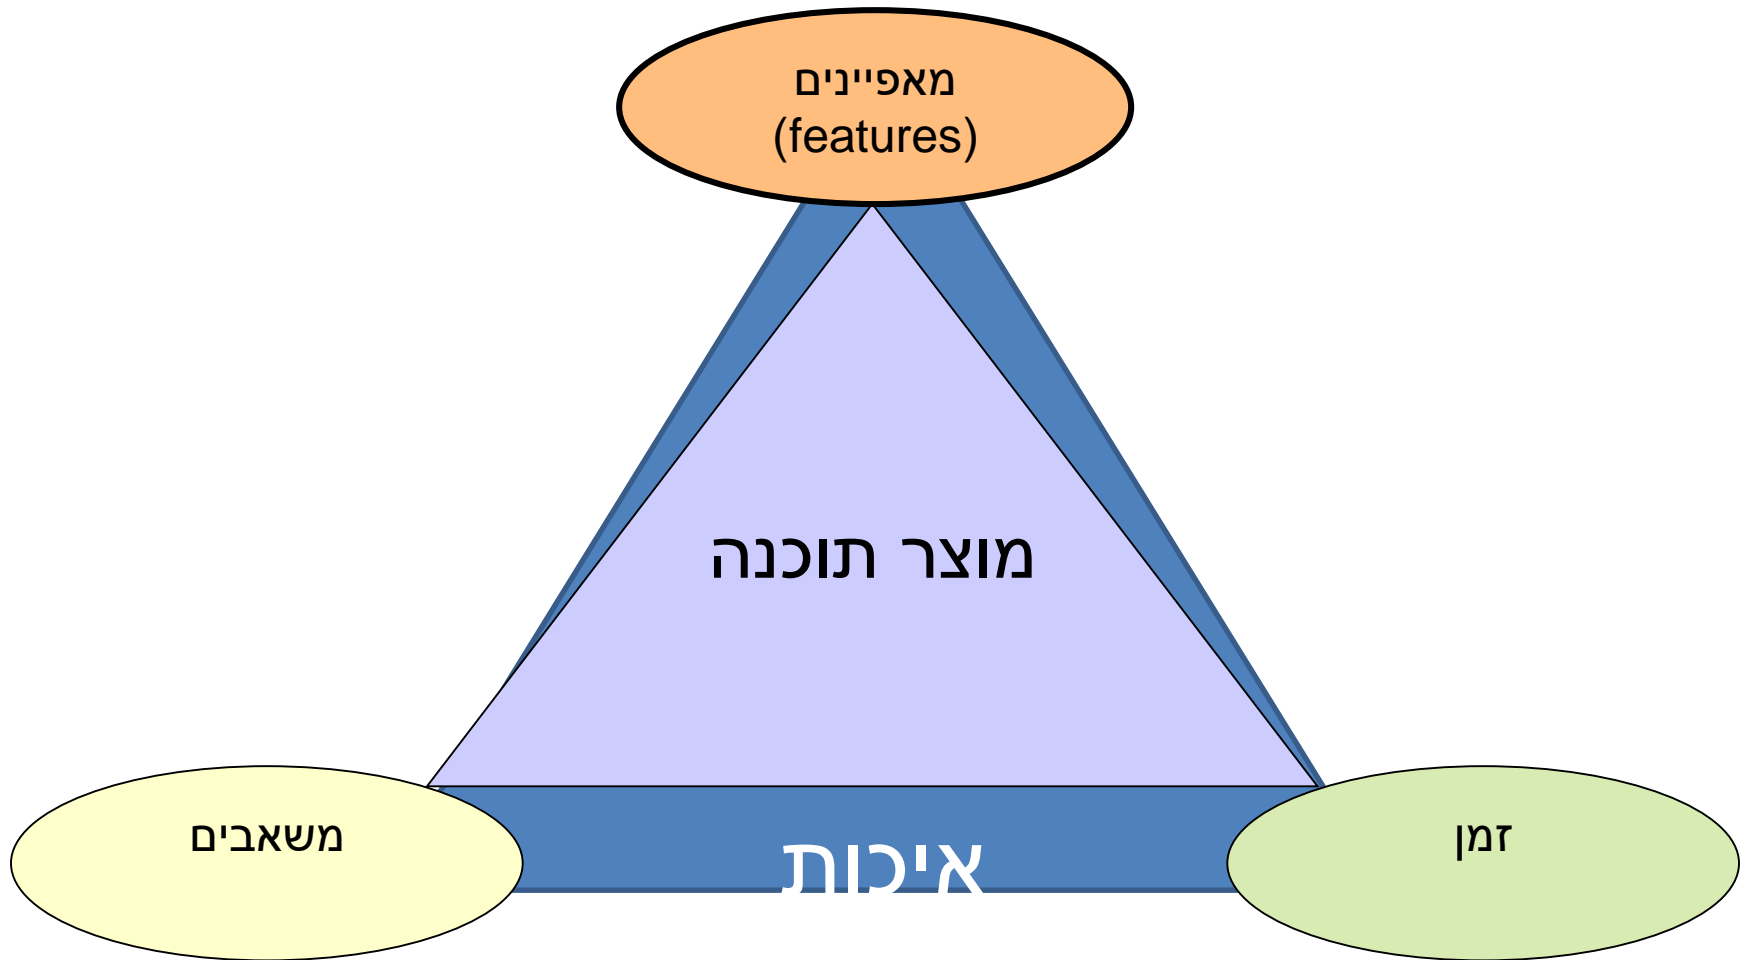 מאפיינים
(features)
מוצר תוכנה
משאבים
איכות
זמן